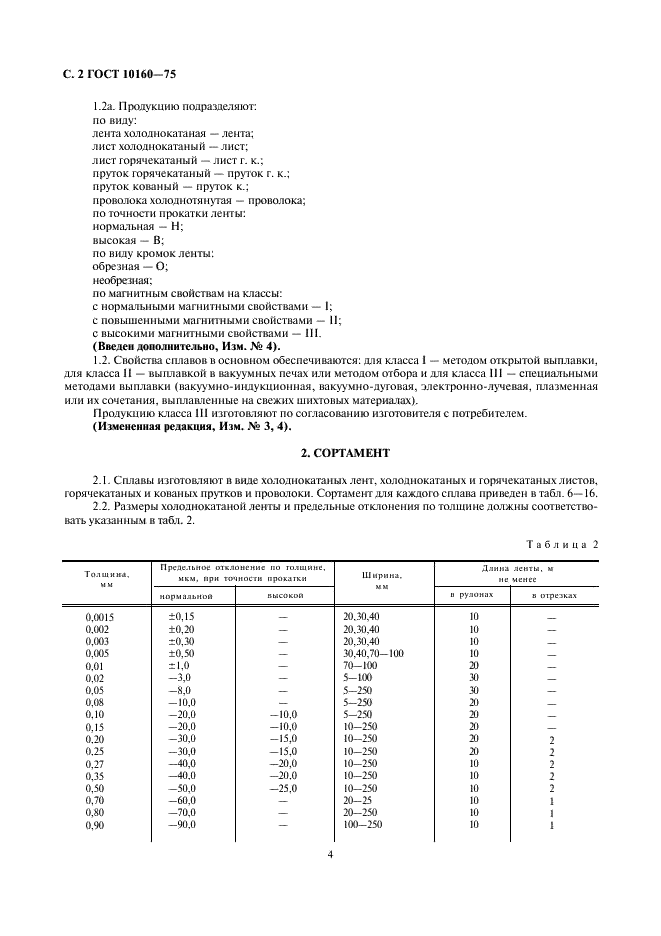 С. 2 ГОСТ 10160—75
1.2а. Продукцию подразделяют:
по виду:
лента холоднокатаная — лента;
лист холоднокатаный — лист;
лист горячекатаный — лист г. к.;
пруток горячекатаный — пруток г. к.;
пруток кованый — пруток к.;
проволока холоднотянутая — проволока;
по точности прокатки ленты:
нормальная — Н;
высокая — В;
по виду кромок ленты:
обрезная — О;
необрезная;
по магнитным свойствам на классы:
с нормальными магнитными свойствами — I;
с повышенными магнитными свойствами — II;
с высокими магнитными свойствами — III.
(Введен дополнительно, Изм. № 4).
1.2. Свойства сплавов в основном обеспечиваются: для класса I — методом открытой выплавки,
для класса II — выплавкой в вакуумных печах или методом отбора и для класса III — специальными
методами выплавки (вакуумно-индукционная, вакуумно-дуговая, электронно-лучевая, плазменная
или их сочетания, выплавленные на свежих шихтовых материалах).
Продукцию класса III изготовляют по согласованию изготовителя с потребителем.
(Измененная редакция, Изм. № 3, 4).
2. СОРТАМЕНТ
2.1. Сплавы изготовляют в виде холоднокатаных лент, холоднокатаных и горячекатаных листов,
горячекатаных и кованых прутков и проволоки. Сортамент для каждого сплава приведен в табл. 6—16.
2.2. Размеры холоднокатаной ленты и предельные отклонения по толщине должны соответство-
вать указанным в табл. 2.
Таблица 2
Толщина, мм | Предельное отклонение по толщине, мкм, при точности прокатки | Ширина, мм | Длина ленты, м не менее
нормальной | высокой | в рулонах | в отрезках
0,0015 ±0,15 — 20,30,40 10 —
0,002 ±0,20 — 20,30,40 10 —
0,003 ±0,30 — 20,30,40 10 —
0,005 ±0,50 — 30,40,70—100 10 —
0,01 ±1,0 — 70—100 20 —
0,02 —3,0 — 5—100 30 —
0,05 —8,0 — 5—250 30 —
0,08 —10,0 — 5—250 20 —
0,10 —20,0 —10,0 5—250 20 —
0,15 —20,0 —10,0 10—250 20 —
0,20 —30,0 —15,0 10—250 20 2
0,25 —30,0 —15,0 10—250 20 2
0,27 —40,0 —20,0 10—250 10 2
0,35 —40,0 —20,0 10—250 10 2
0,50 —50,0 —25,0 10—250 10 2
0,70 —60,0 — 20—25 10 1
0,80 —70,0 — 20—250 10 1
0,90 —90,0 — 100—250 10 1
4